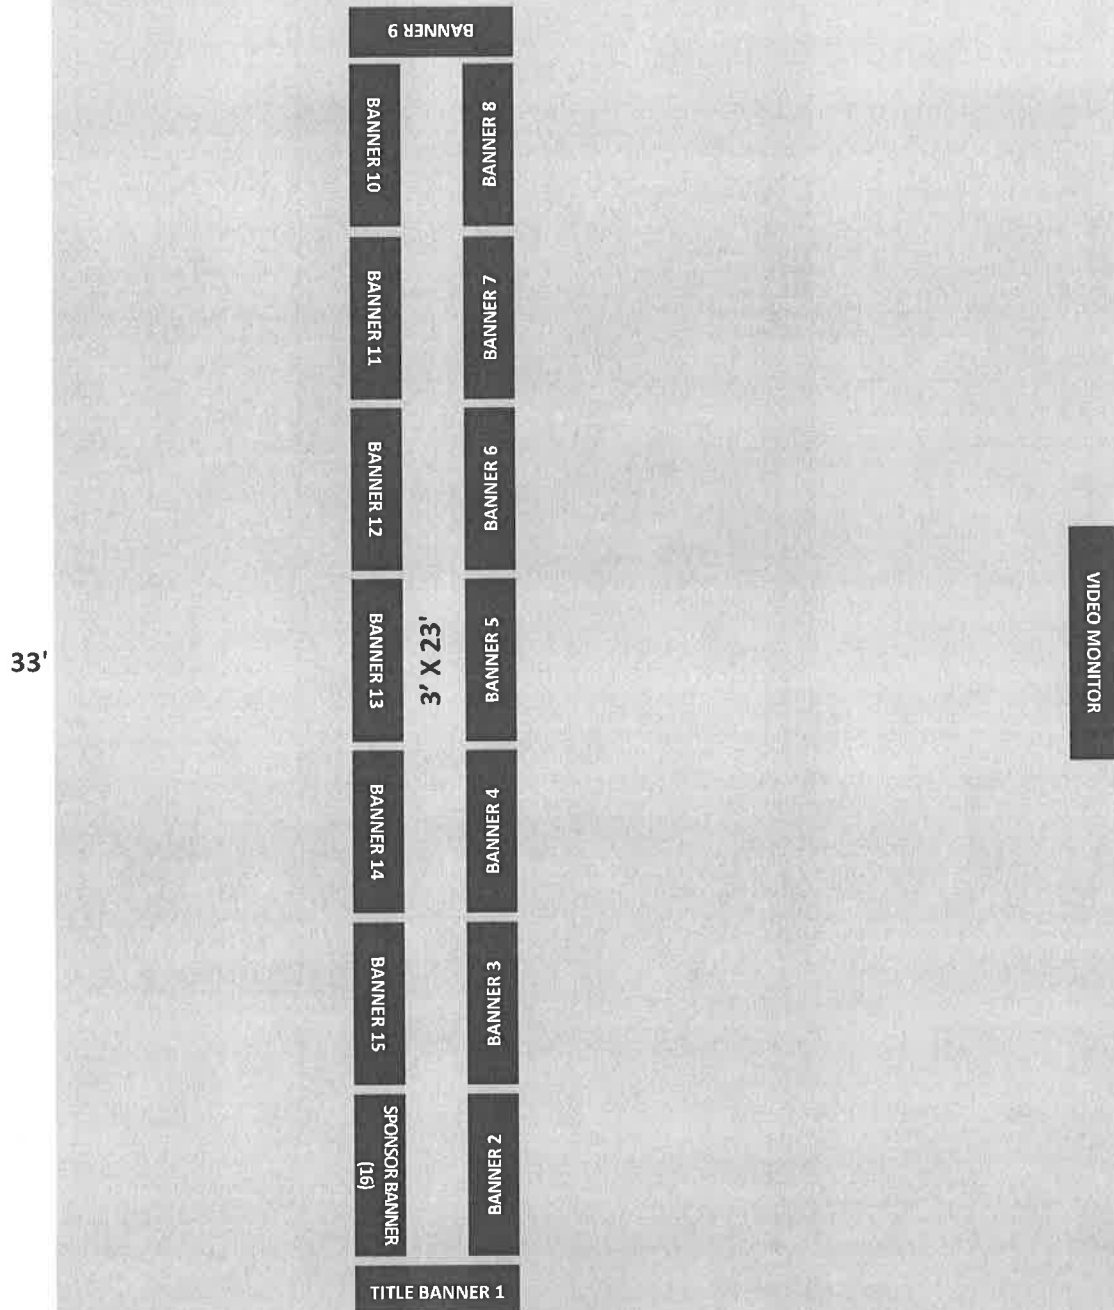 BANNER 9
BANNER 10
BANNER 8
BANNER 11
BANNER 7
BANNER 12
BANNER 6
33'
BANNER 13
3' X 23'
BANNER 5
VIDEO MONITOR
BANNER 14
BANNER 4
BANNER 15
BANNER 3
SPONSOR BANNER
(16)
BANNER 2
TITLE BANNER 1